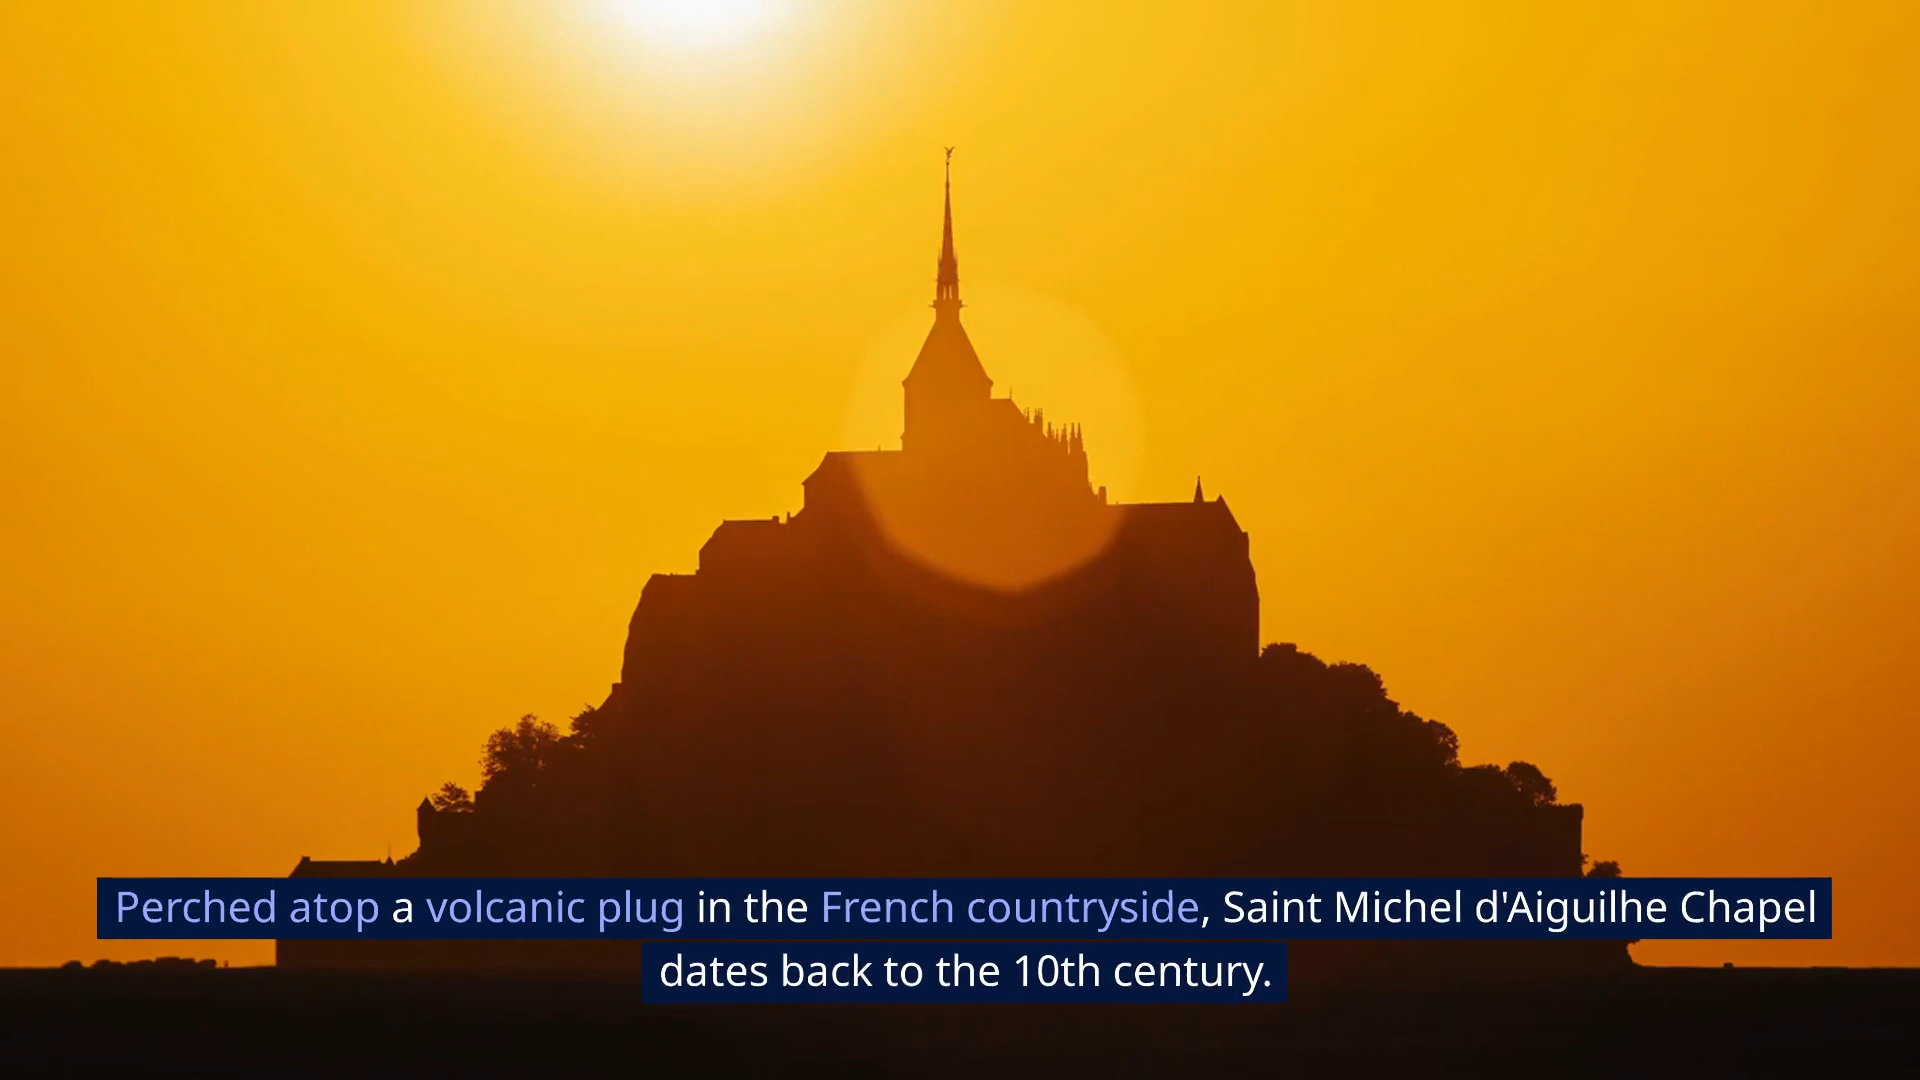 Perched atop a volcanic plug in the French countryside, Saint Michel d'Aiguilhe Chapel
dates back to the 10th century.